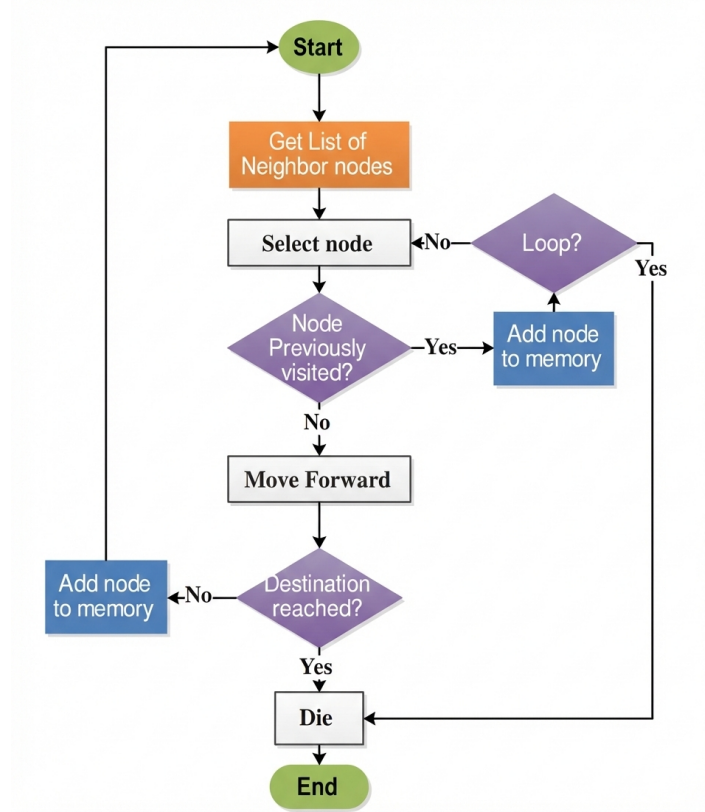 Start
Get List of
Neighbor nodes
Select node
No
Loop?
Yes
Node
Previously
visited?
Yes
Add node
to memory
No
Move Forward
Add node
to memory
No
Destination
reached?
Yes
Die
End